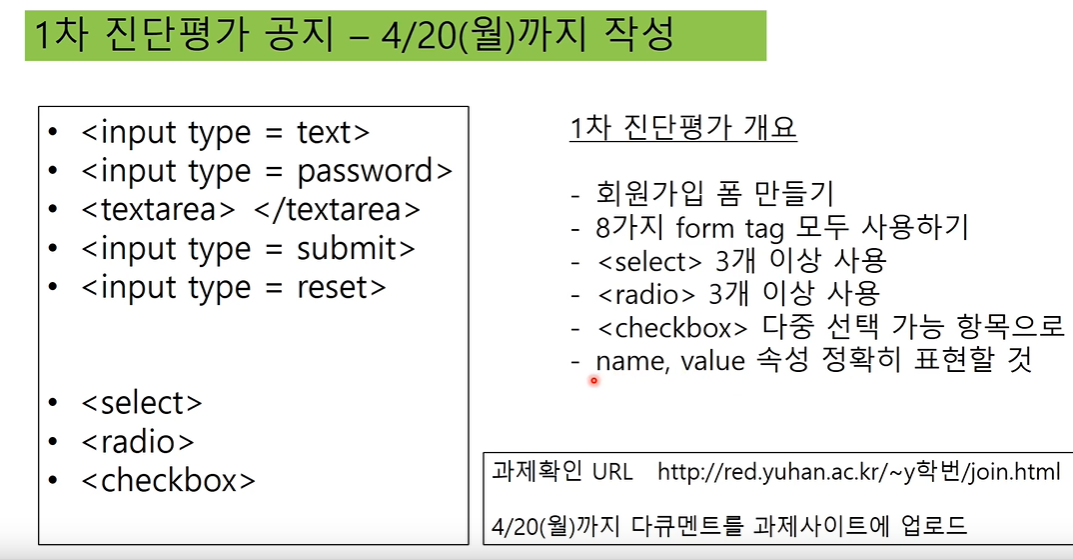 1차 진단평가 공지 – 4/20(월)까지 작성
• <input type = text>
• <input type = password>
• <textarea> </textarea>
• <input type = submit>
• <input type = reset>
• <select>
• <radio>
• <checkbox>
1차 진단평가 개요
- 회원가입 폼 만들기
- 8가지 form tag 모두 사용하기
- <select> 3개 이상 사용
- <radio> 3개 이상 사용
- <checkbox> 다중 선택 가능 항목으로
- name, value 속성 정확히 표현할 것
과제확인 URL http://red.yuhan.ac.kr/~y학번/join.html
4/20(월)까지 다큐멘트를 과제사이트에 업로드